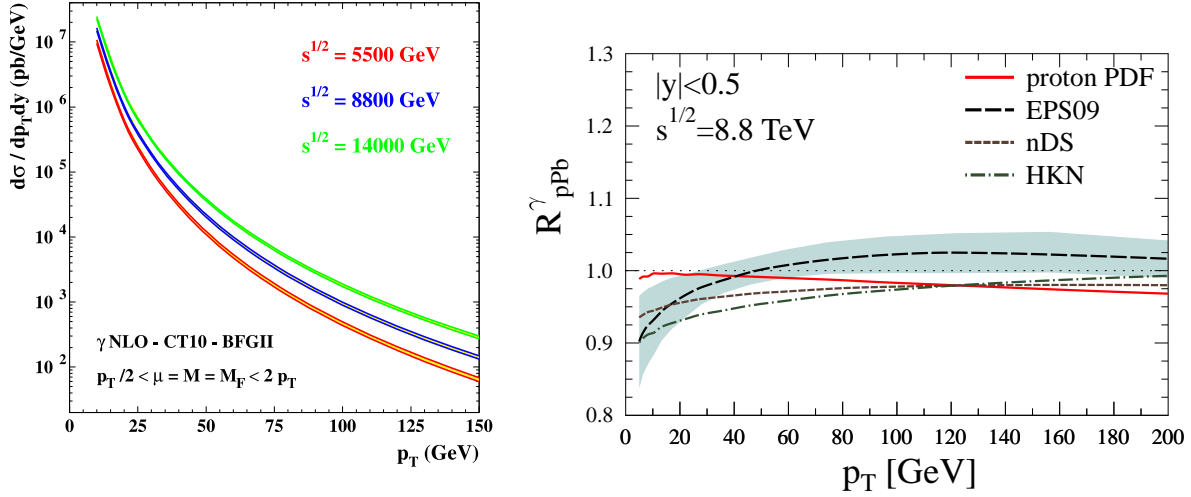 dσ / dp_Tdy (pb/GeV)
10^7
10^6
10^5
10^4
10^3
10^2
s^{1/2} = 5500 GeV
s^{1/2} = 8800 GeV
s^{1/2} = 14000 GeV
γ NLO - CT10 - BFGII
p_T /2 < μ = M = M_F < 2 p_T
0 25 50 75 100 125 150
p_T (GeV)
R^γ_{pPb}
1.3
1.2
1.1
1.0
0.9
0.8
|y|<0.5
s^{1/2}=8.8 TeV
proton PDF
EPS09
nDS
HKN
0 20 40 60 80 100 120 140 160 180 200
p_T [GeV]